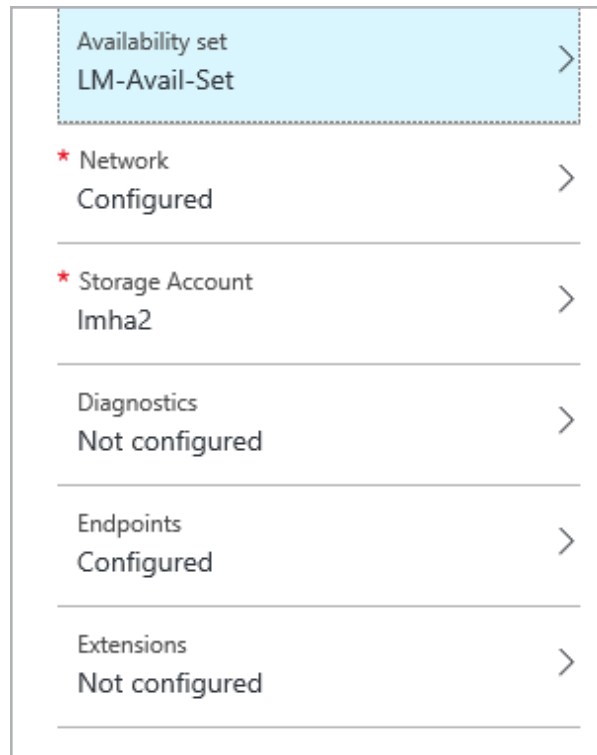 Availability set
LM-Avail-Set
* Network
Configured
* Storage Account
lmha2
Diagnostics
Not configured
Endpoints
Configured
Extensions
Not configured